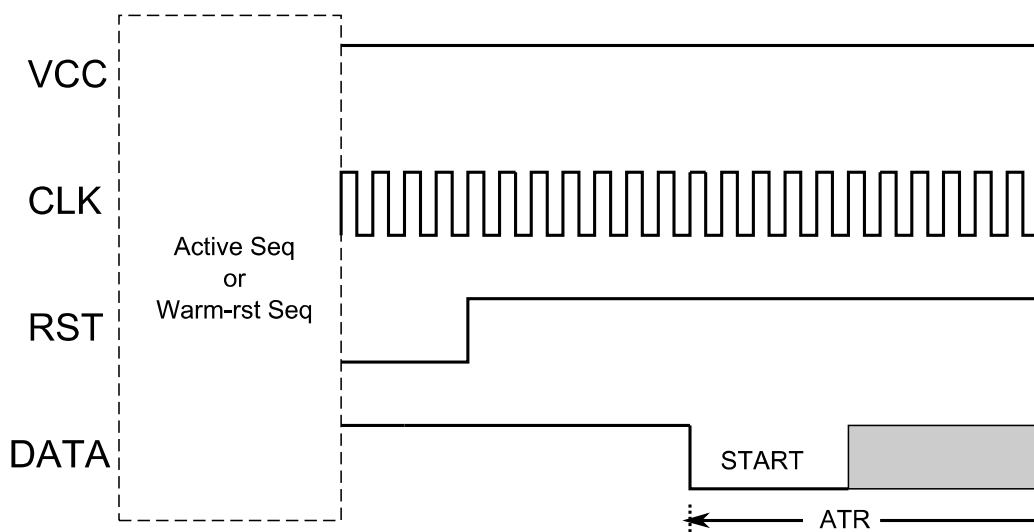 VCC
CLK
Active Seq
or
Warm-rst Seq
RST
DATA
START
ATR